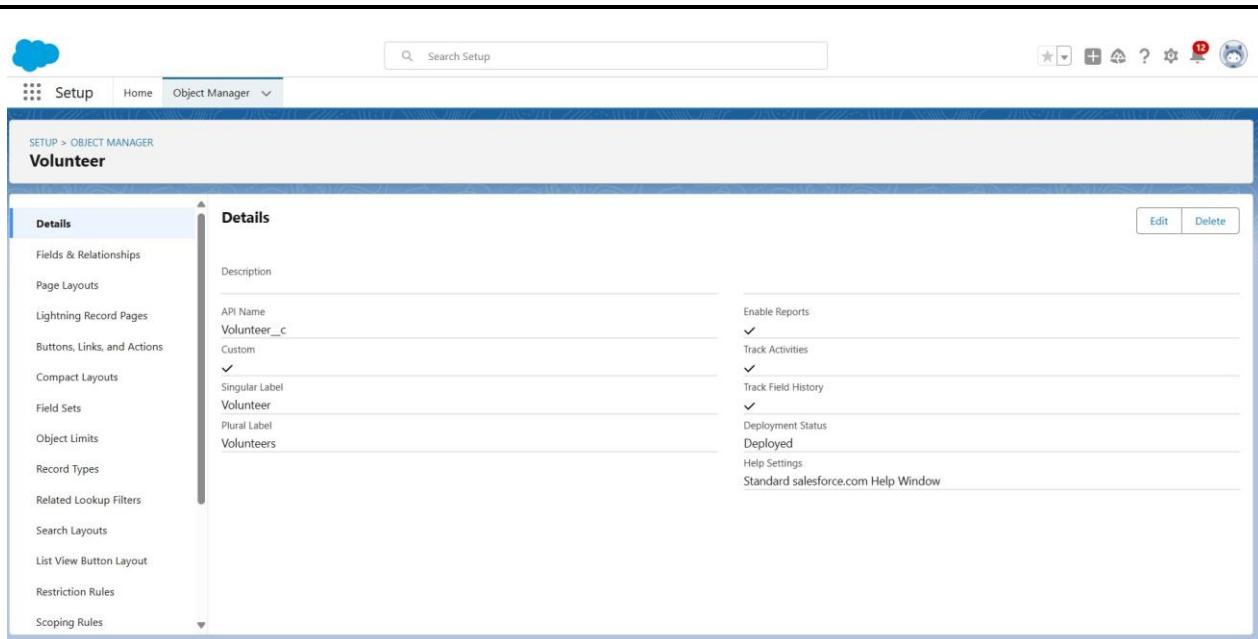 Search Setup
?
12
Setup
Home
Object Manager
SETUP > OBJECT MANAGER
Volunteer
Details
Fields & Relationships
Page Layouts
Lightning Record Pages
Buttons, Links, and Actions
Compact Layouts
Field Sets
Object Limits
Record Types
Related Lookup Filters
Search Layouts
List View Button Layout
Restriction Rules
Scoping Rules
Details
Edit
Delete
Description
API Name
Volunteer__c
Custom
Singular Label
Volunteer
Plural Label
Volunteers
Enable Reports
Track Activities
Track Field History
Deployment Status
Deployed
Help Settings
Standard salesforce.com Help Window